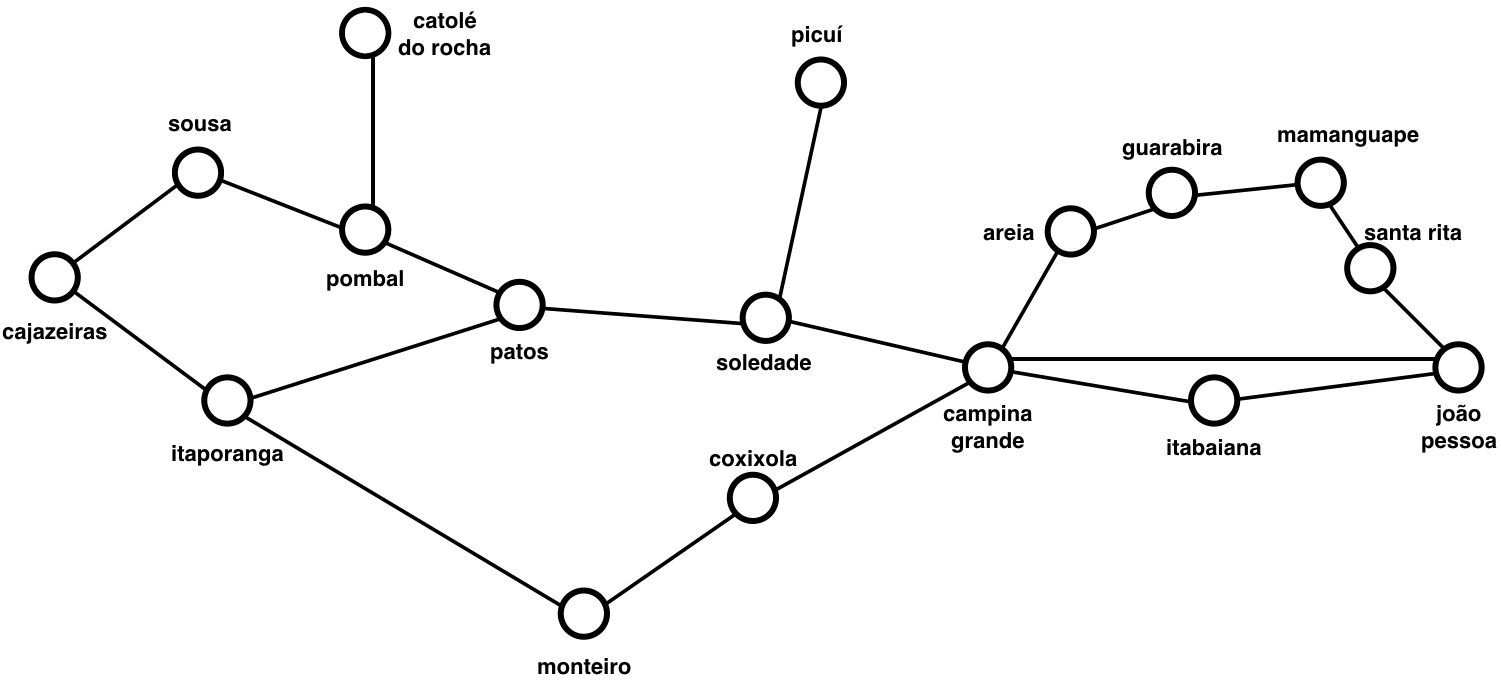 catolé
do rocha
picuí
sousa
mamanguape
guarabira
areia
santa rita
pombal
cajazeiras
patos
soledade
campina
grande
joão
pessoa
itabaiana
itaporanga
coxixola
monteiro